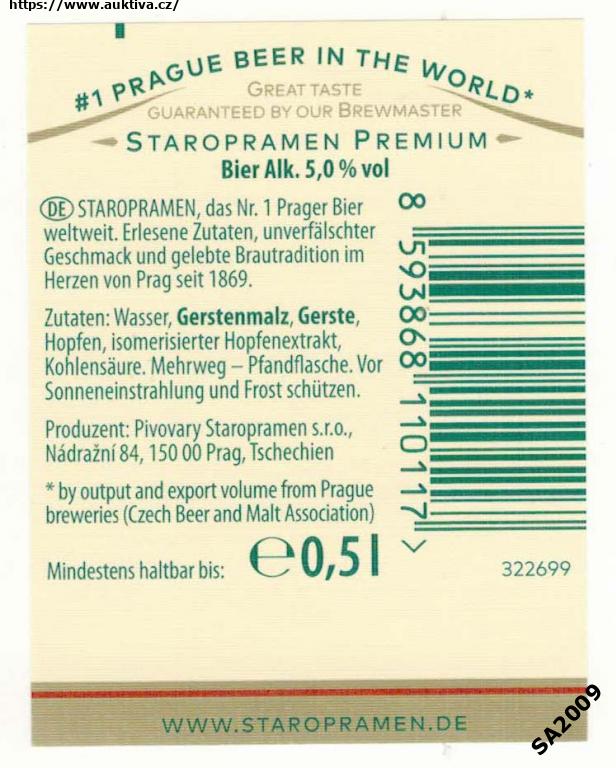 https://www.auktiva.cz/
#1 PRAGUE BEER IN THE WORLD*
GREAT TASTE
GUARANTEED BY OUR BREWMASTER
STAROPRAMEN PREMIUM
Bier Alk. 5,0 % vol
DE STAROPRAMEN, das Nr. 1 Prager Bier
weltweit. Erlesene Zutaten, unverfälschter
Geschmack und gelebte Brautradition im
Herzen von Prag seit 1869.
Zutaten: Wasser, Gerstenmalz, Gerste,
Hopfen, isomerisierter Hopfenextrakt,
Kohlensäure. Mehrweg – Pfandflasche. Vor
Sonneneinstrahlung und Frost schützen.
Produzent: Pivovary Staropramen s.r.o.,
Nádražní 84, 150 00 Prag, Tschechien
* by output and export volume from Prague
breweries (Czech Beer and Malt Association)
Mindestens haltbar bis: ℮0,5 l
8 593868 110117 >
322699
WWW.STAROPRAMEN.DE
SA2009